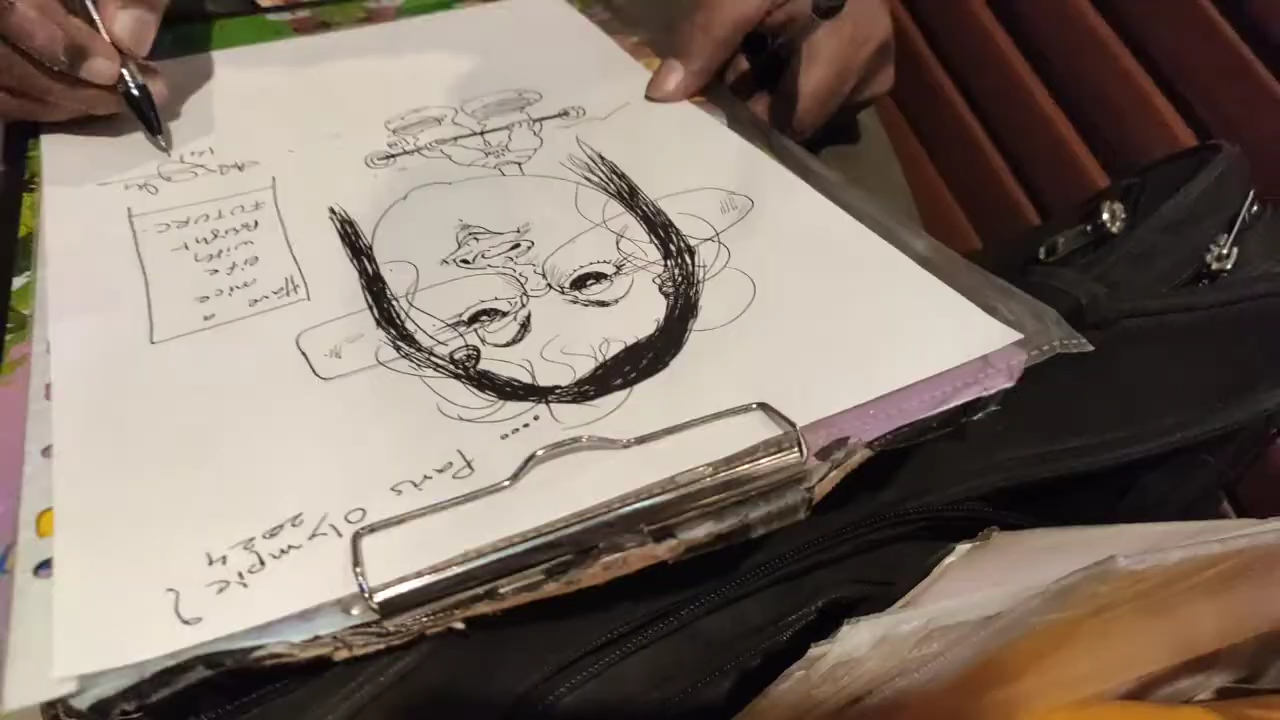 Paris
Olympic ?
2024
Have
a
nice
life
with
Bright
FUTURE.